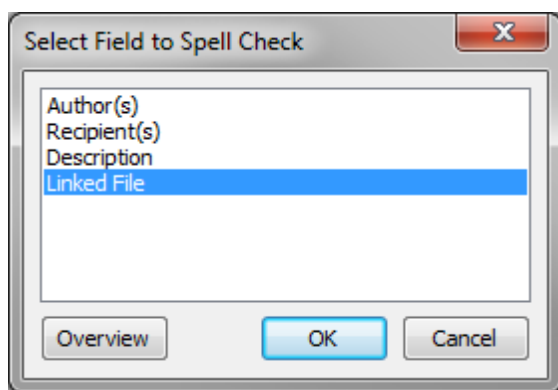 Select Field to Spell Check
Author(s)
Recipient(s)
Description
Linked File
Overview
OK
Cancel